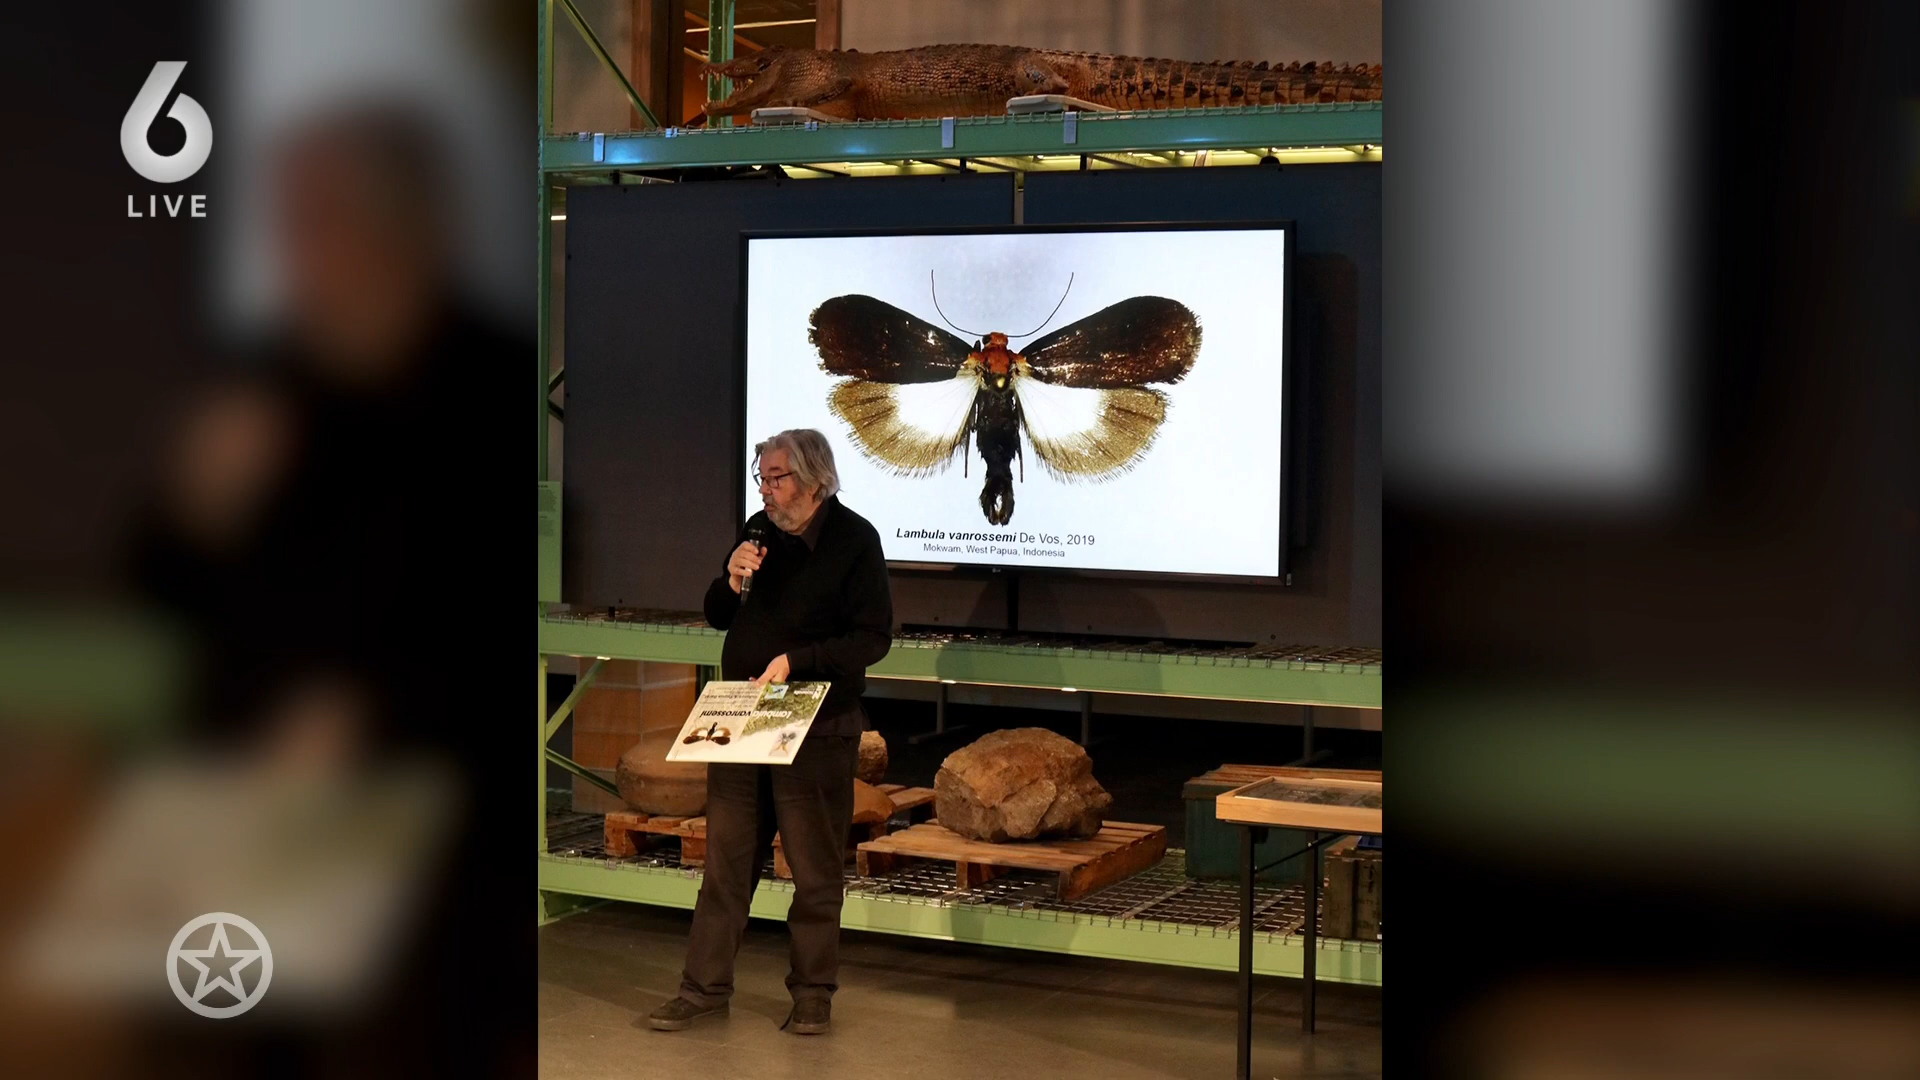 6
LIVE
Lambula vanrossemi De Vos, 2019
Mokwam, West Papua, Indonesia
Lambula
vanrossemi